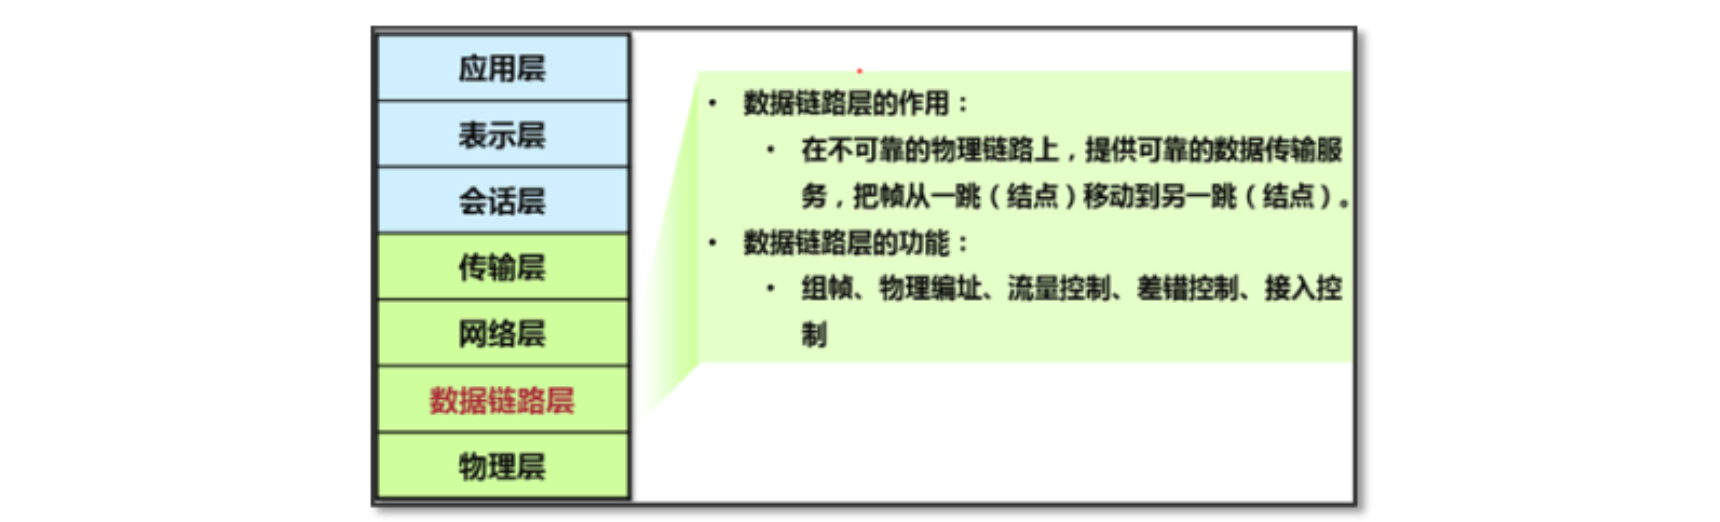 应用层
表示层
会话层
传输层
网络层
数据链路层
物理层
• 数据链路层的作用：
• 在不可靠的物理链路上，提供可靠的数据传输服
务，把帧从一跳（结点）移动到另一跳（结点）。
• 数据链路层的功能：
• 组帧、物理编址、流量控制、差错控制、接入控
制